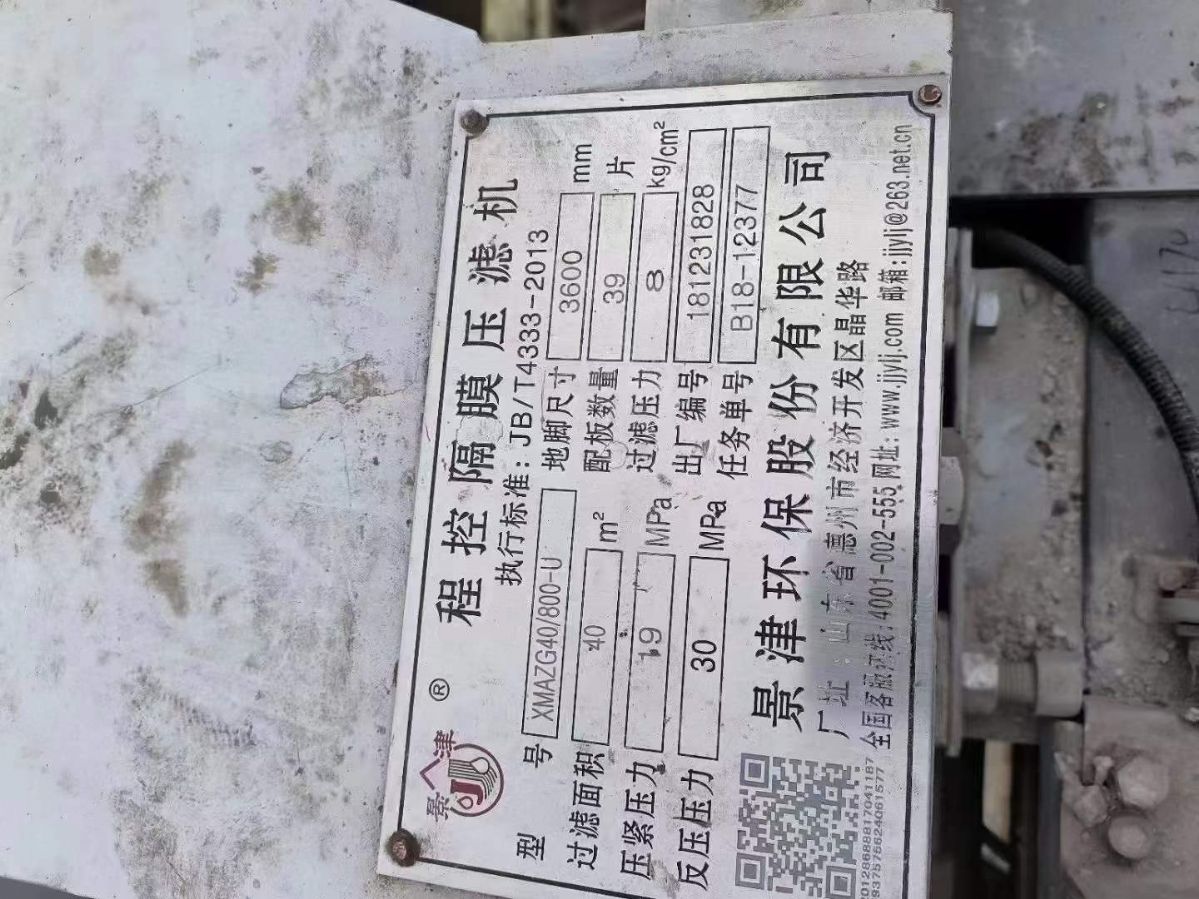 景津 ®
程控隔膜压滤机
执行标准:JB/T4333-2013
型 号 XMAZG40/800-U 地脚尺寸 3600 mm
过滤面积 40 m² 配板数量 39 片
压紧压力 19 MPa 过滤压力 8 kg/cm²
反压压力 30 MPa 出厂编号 181231828
任务单号 B18-12377
景津环保股份有限公司
厂址:山东省德州市经济开发区晶华路
全国客服热线:4001-002-555 网址:www.jjylj.com 邮箱:jjylj@263.net.cn